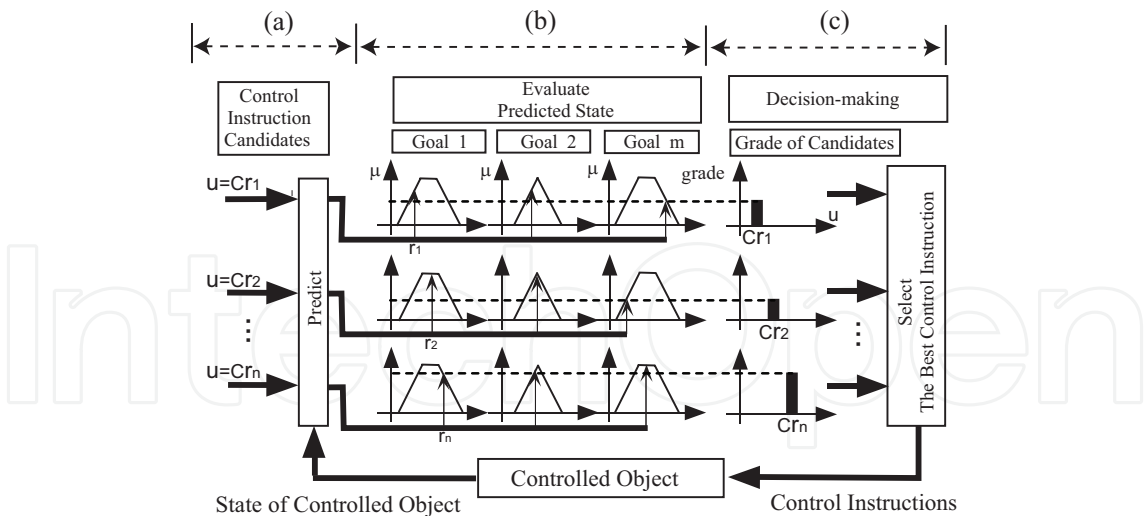 (a)
(b)
(c)
Control
Instruction
Candidates
Evaluate
Predicted State
Decision-making
Goal 1
Goal 2
Goal m
Grade of Candidates
u=Cr1
μ
μ
μ
grade
u
r1
Cr1
u=Cr2
r2
Cr2
⋮
⋮
u=Crn
rn
Crn
Predict
Select
The Best Control Instruction
Controlled Object
State of Controlled Object
Control Instructions
IntechOpen